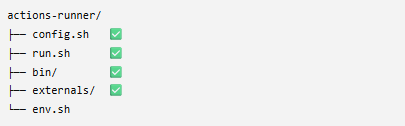 actions-runner/
├── config.sh ✅
├── run.sh ✅
├── bin/ ✅
├── externals/ ✅
└── env.sh